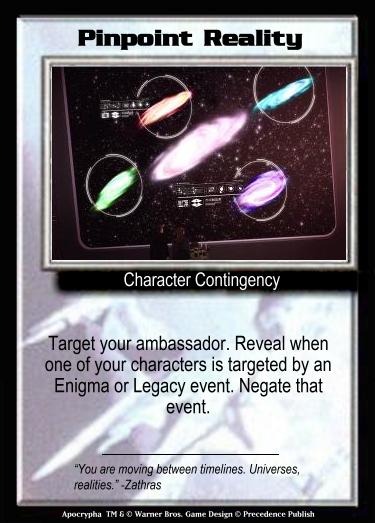 Pinpoint Reality
Character Contingency
Target your ambassador. Reveal when
one of your characters is targeted by an
Enigma or Legacy event. Negate that
event.
“You are moving between timelines. Universes,
realities.” -Zathras
Apocrypha TM & © Warner Bros. Game Design © Precedence Publish